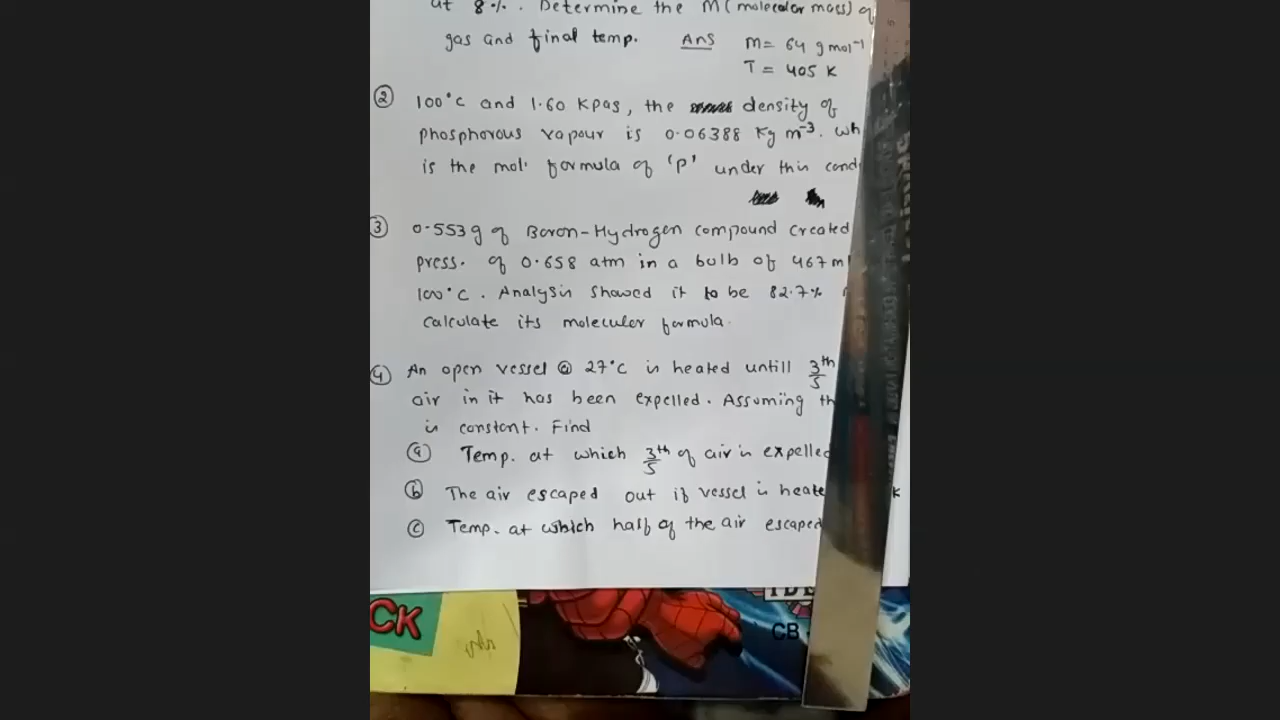 at 8%. Determine the M (molecular mass) of
gas and final temp. Ans M = 64 g mol⁻¹
T = 405 K
② 100°C and 1.60 Kpas, the density of
phosphorous vapour is 0.06388 Kg m⁻³. Wh
is the mol. formula of 'P' under this cond
③ 0.553g of Boron-Hydrogen compound created
press. of 0.658 atm in a bulb of 467 m
100°C. Analysis showed it to be 82.7%
calculate its molecular formula.
④ An open vessel @ 27°C is heated untill 3/5 th
air in it has been expelled. Assuming th
is constant. Find
ⓐ Temp. at which 3/5 th of air is expelled
ⓑ The air escaped out if vessel is heate K
ⓒ Temp. at which half of the air escaped
CK
CB